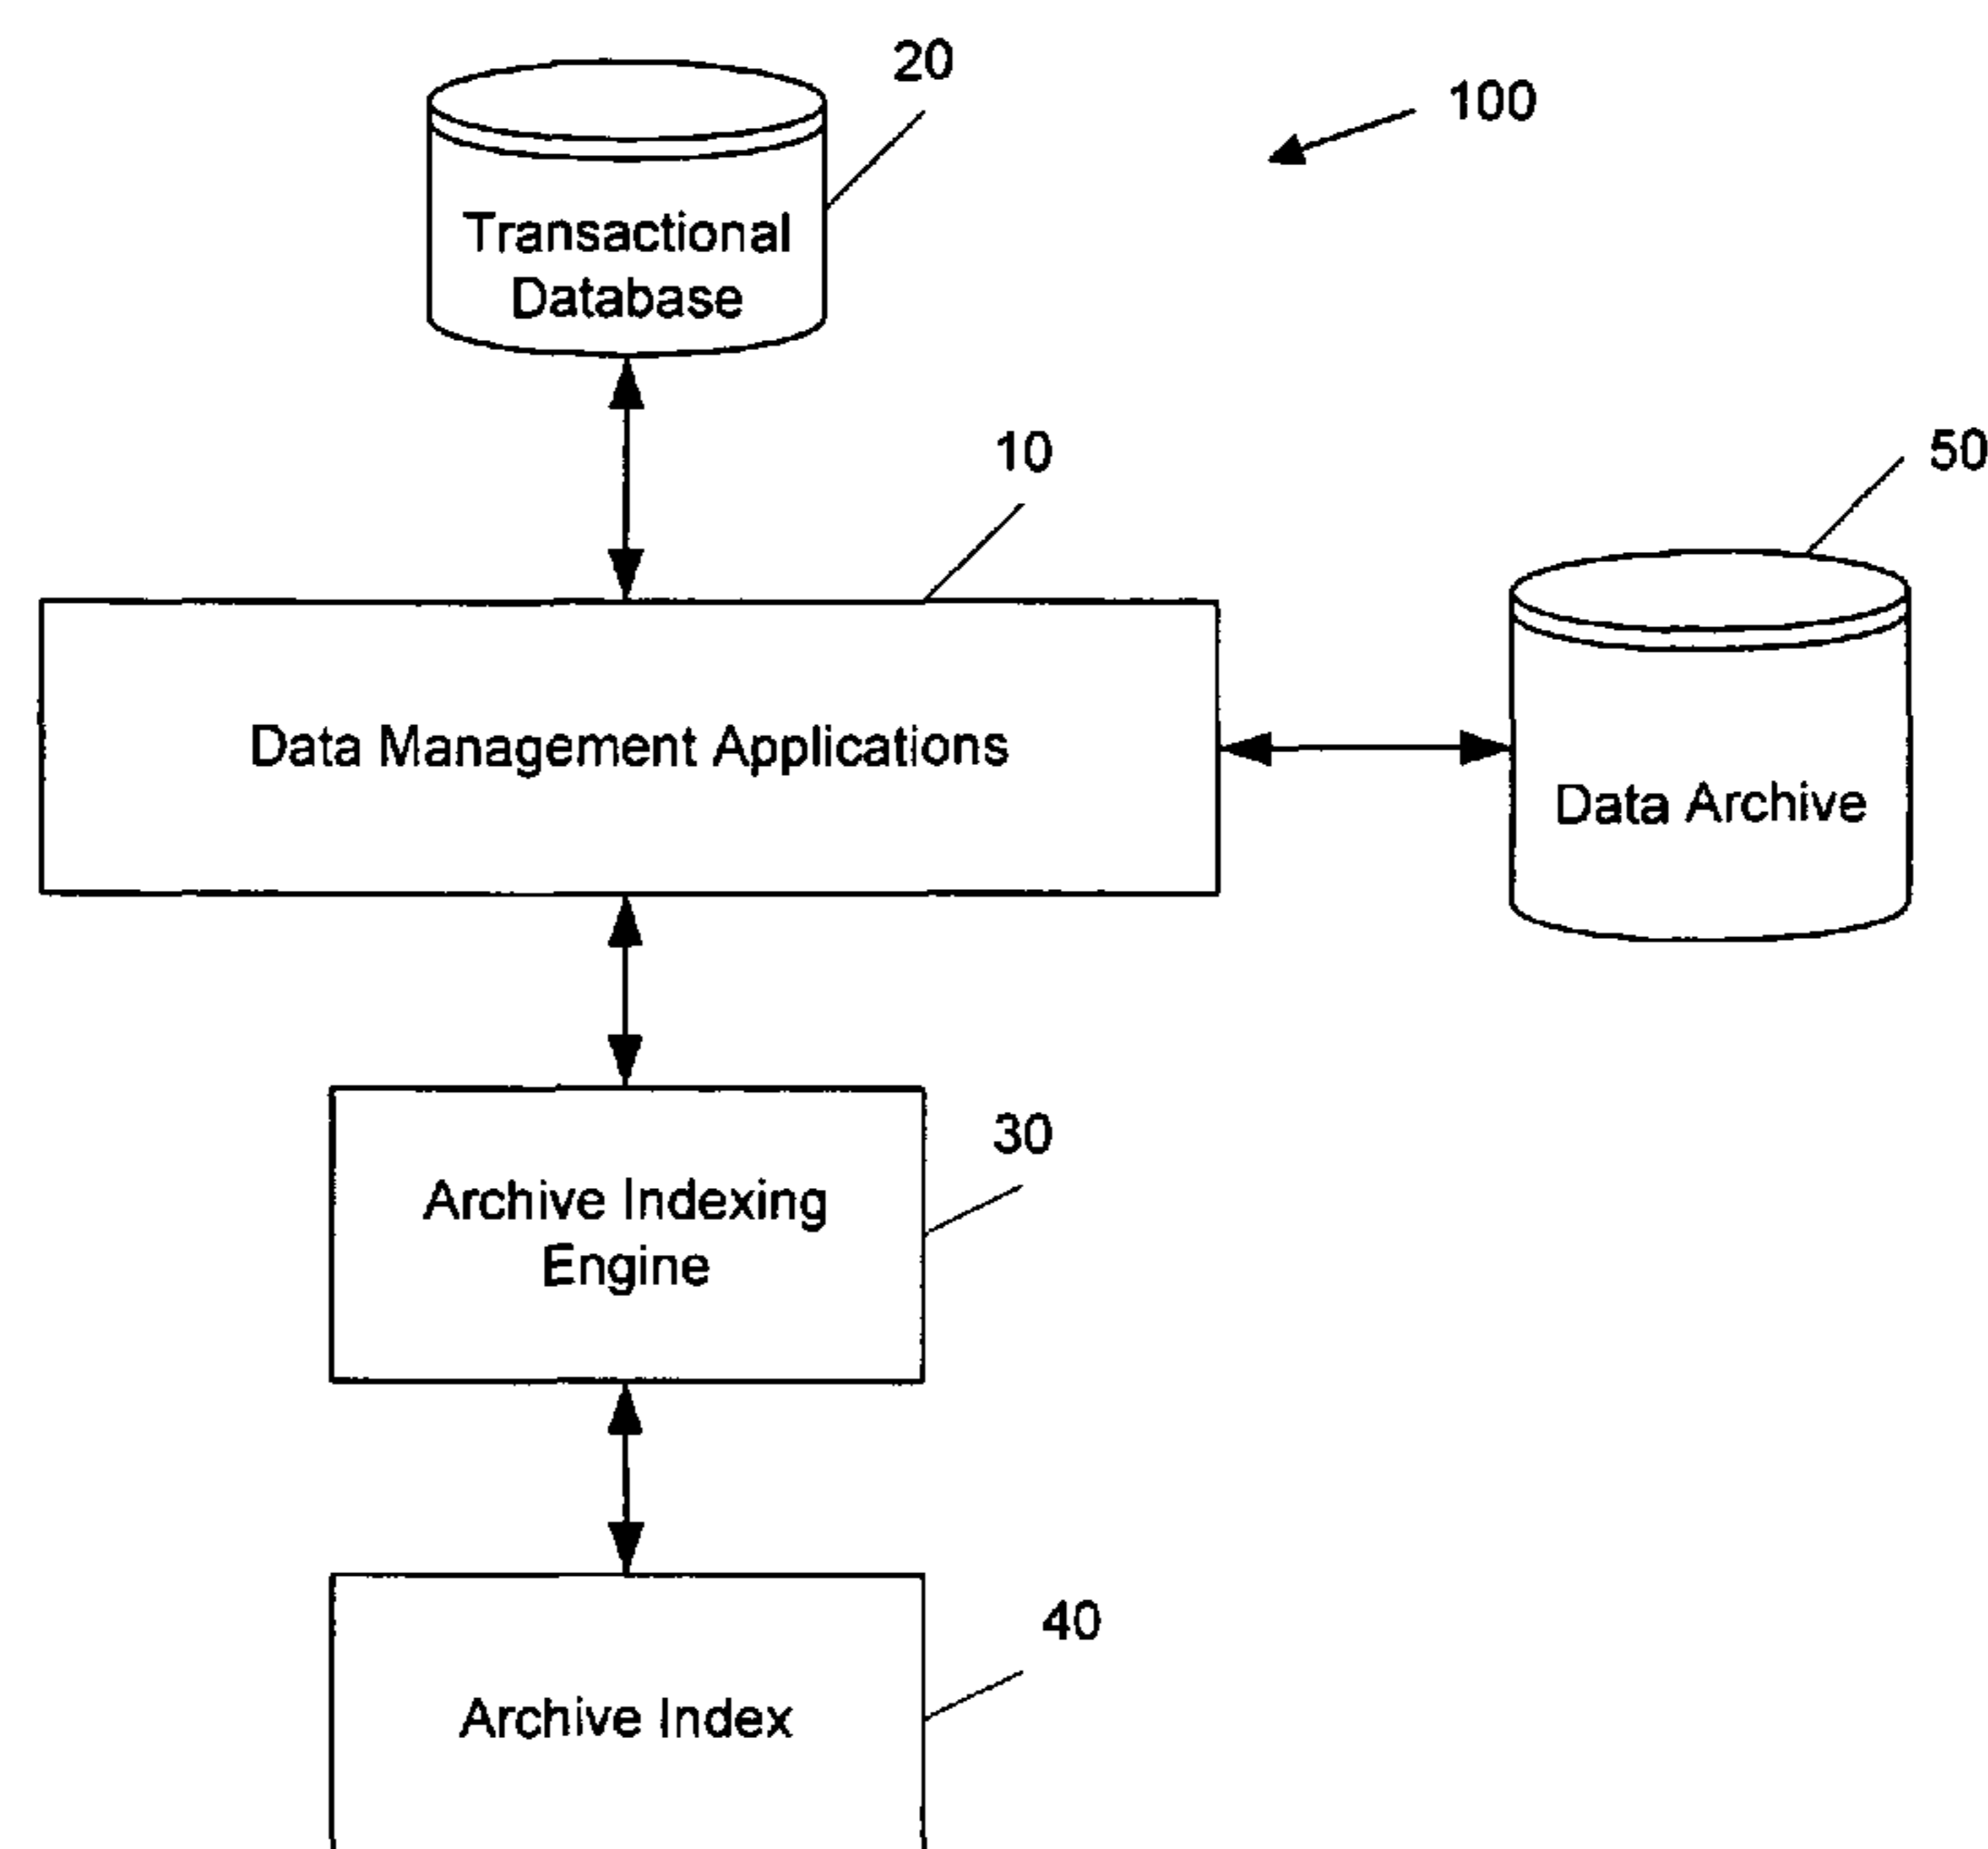 20
100
Transactional
Database
10
50
Data Management Applications
Data Archive
30
Archive Indexing
Engine
40
Archive Index